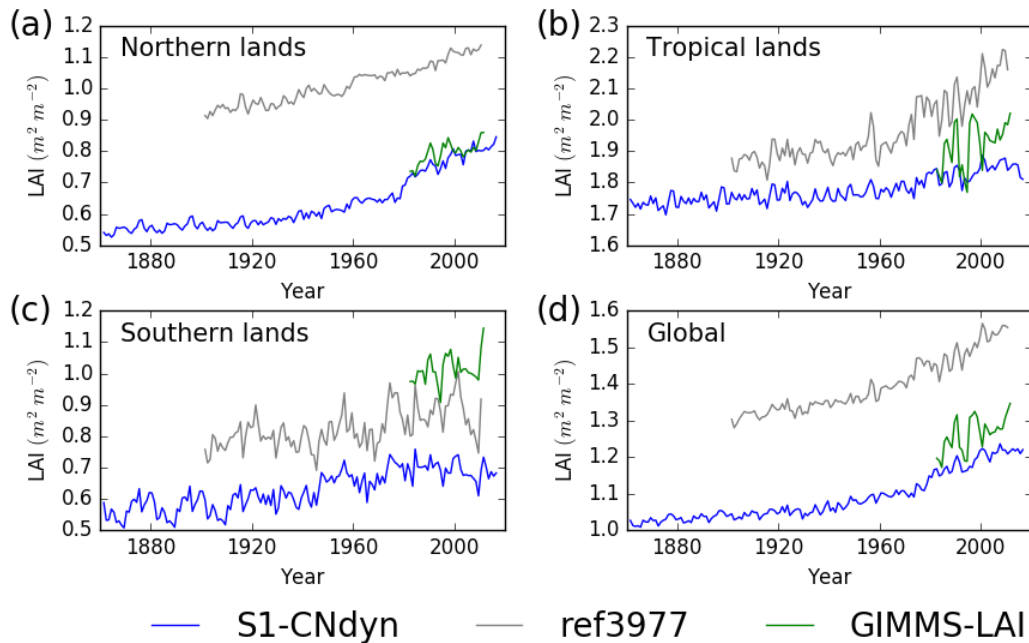 (a)
Northern lands
LAI (m² m⁻²)
1.2
1.1
1.0
0.9
0.8
0.7
0.6
0.5
1880 1920 1960 2000
Year
(b)
Tropical lands
LAI (m² m⁻²)
2.3
2.2
2.1
2.0
1.9
1.8
1.7
1.6
1880 1920 1960 2000
Year
(c)
Southern lands
LAI (m² m⁻²)
1.2
1.1
1.0
0.9
0.8
0.7
0.6
0.5
1880 1920 1960 2000
Year
(d)
Global
LAI (m² m⁻²)
1.6
1.5
1.4
1.3
1.2
1.1
1.0
1880 1920 1960 2000
Year
S1-CNdyn ref3977 GIMMS-LAI